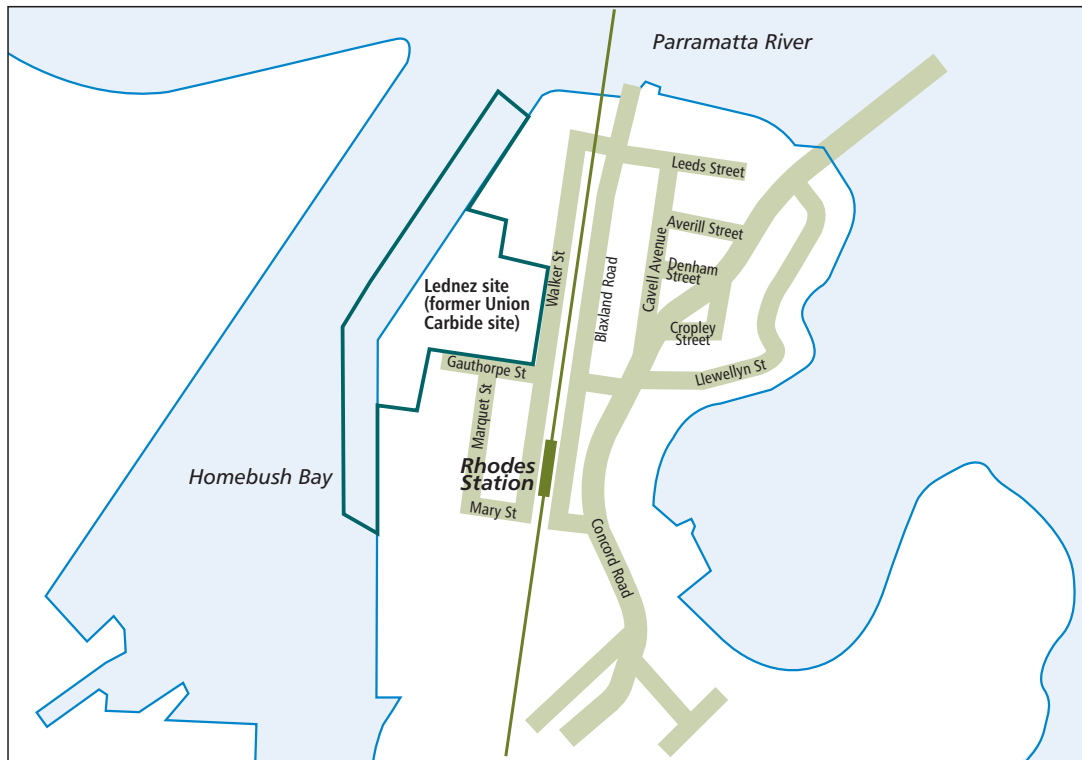 Parramatta River
Leeds Street
Averill Street
Denham
Street
Cavell Avenue
Walker St
Blaxland Road
Lednez site
(former Union
Carbide site)
Cropley
Street
Gauthorpe St
Llewellyn St
Marquet St
Homebush Bay
Rhodes
Station
Mary St
Concord Road